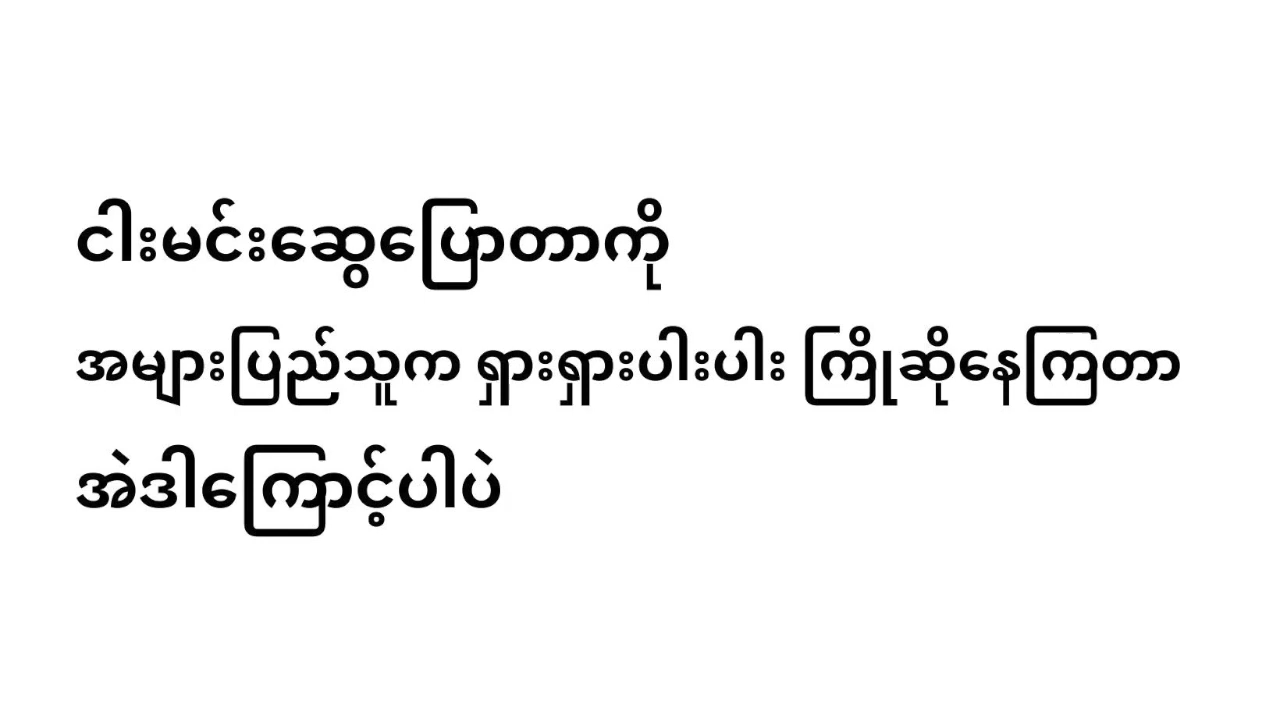 ငါးမင်းဆွေပြောတာကို
အများပြည်သူက ရှားရှားပါးပါး ကြိုဆိုနေကြတာ
အဲဒါကြောင့်ပါပဲ